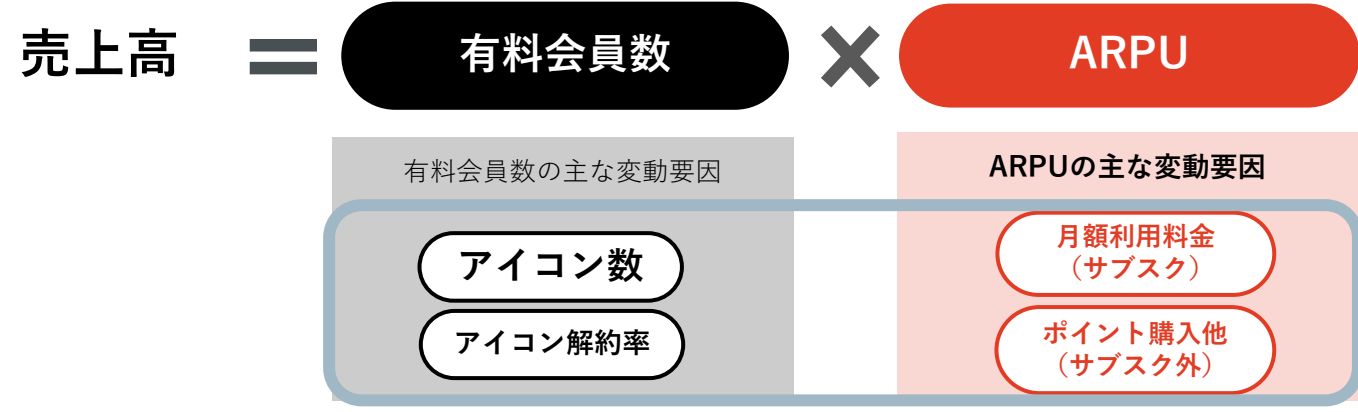 売上高 = 有料会員数 × ARPU
有料会員数の主な変動要因
アイコン数
アイコン解約率
ARPUの主な変動要因
月額利用料金
（サブスク）
ポイント購入他
（サブスク外）